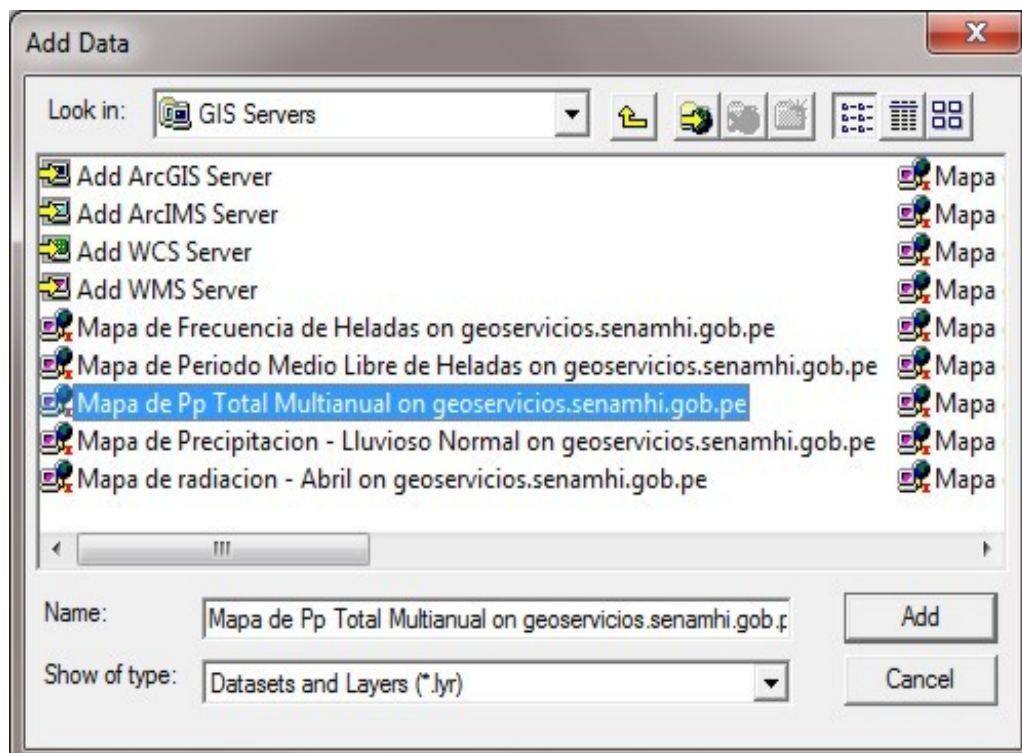 Add Data
Look in:
GIS Servers
Add ArcGIS Server
Add ArcIMS Server
Add WCS Server
Add WMS Server
Mapa de Frecuencia de Heladas on geoservicios.senamhi.gob.pe
Mapa de Periodo Medio Libre de Heladas on geoservicios.senamhi.gob.pe
Mapa de Pp Total Multianual on geoservicios.senamhi.gob.pe
Mapa de Precipitacion - Lluvioso Normal on geoservicios.senamhi.gob.pe
Mapa de radiacion - Abril on geoservicios.senamhi.gob.pe
Mapa
Mapa
Mapa
Mapa
Mapa
Mapa
Mapa
Mapa
Mapa
Name:
Mapa de Pp Total Multianual on geoservicios.senamhi.gob.p
Add
Show of type:
Datasets and Layers (*.lyr)
Cancel